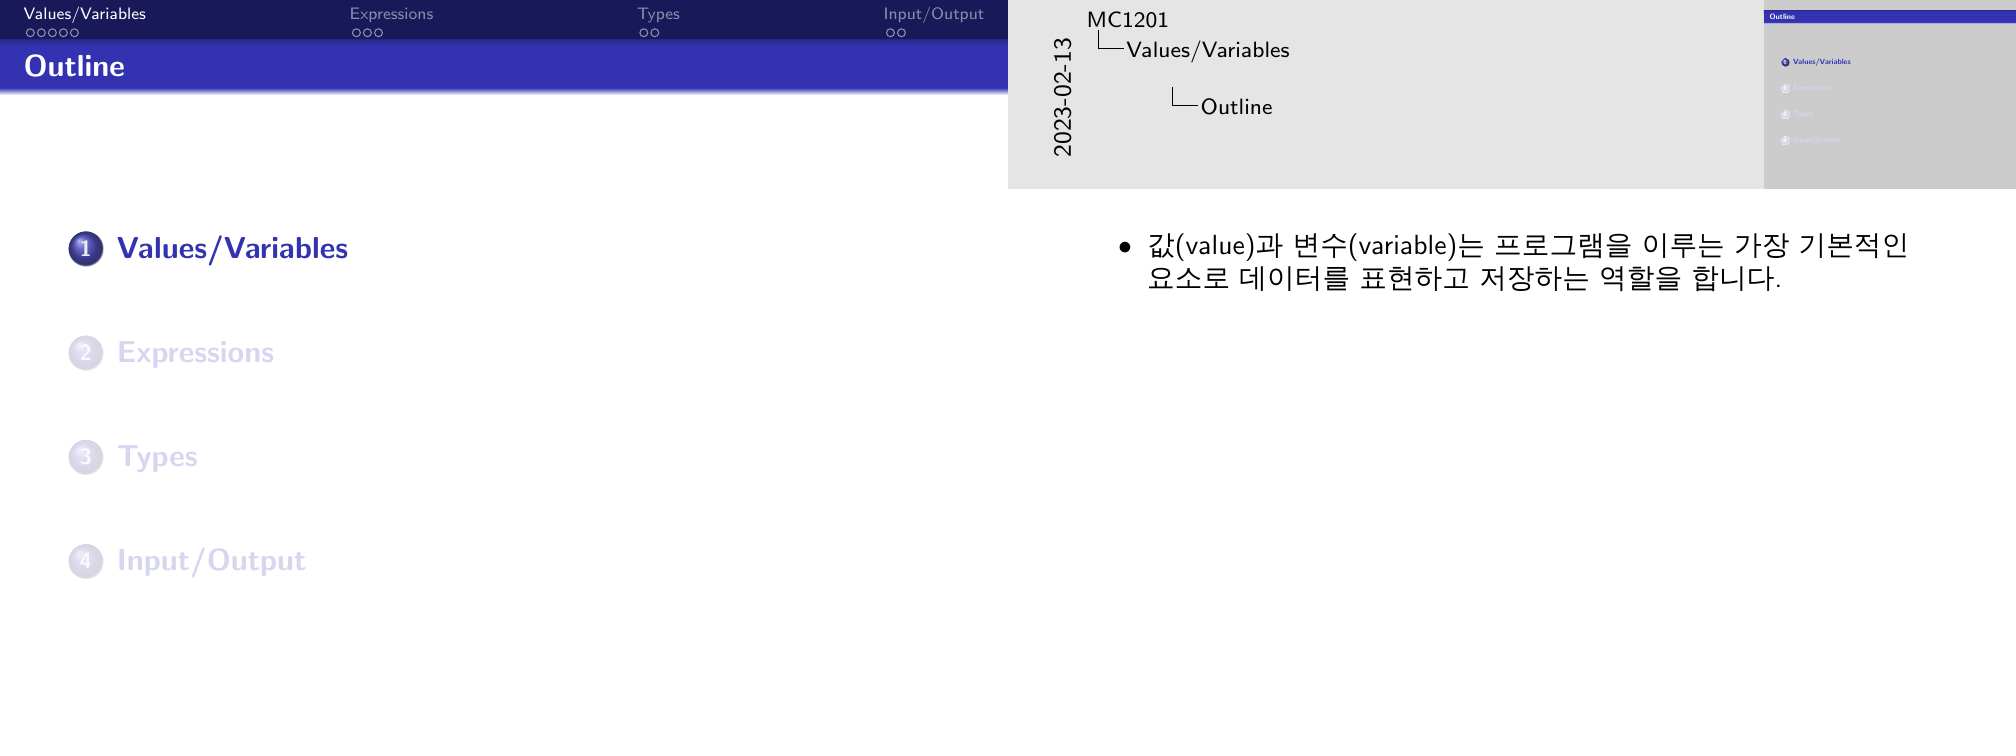 Values/Variables Expressions Types Input/Output
Outline
1 Values/Variables
2 Expressions
3 Types
4 Input/Output
2023-02-13
MC1201
Values/Variables
Outline
Outline
Values/Variables
Expressions
Types
Input/Output
• 값(value)과 변수(variable)는 프로그램을 이루는 가장 기본적인
요소로 데이터를 표현하고 저장하는 역할을 합니다.